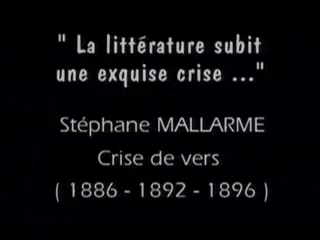 " La littérature subit
une exquise crise ..."
Stéphane MALLARME
Crise de vers
( 1886 - 1892 - 1896 )